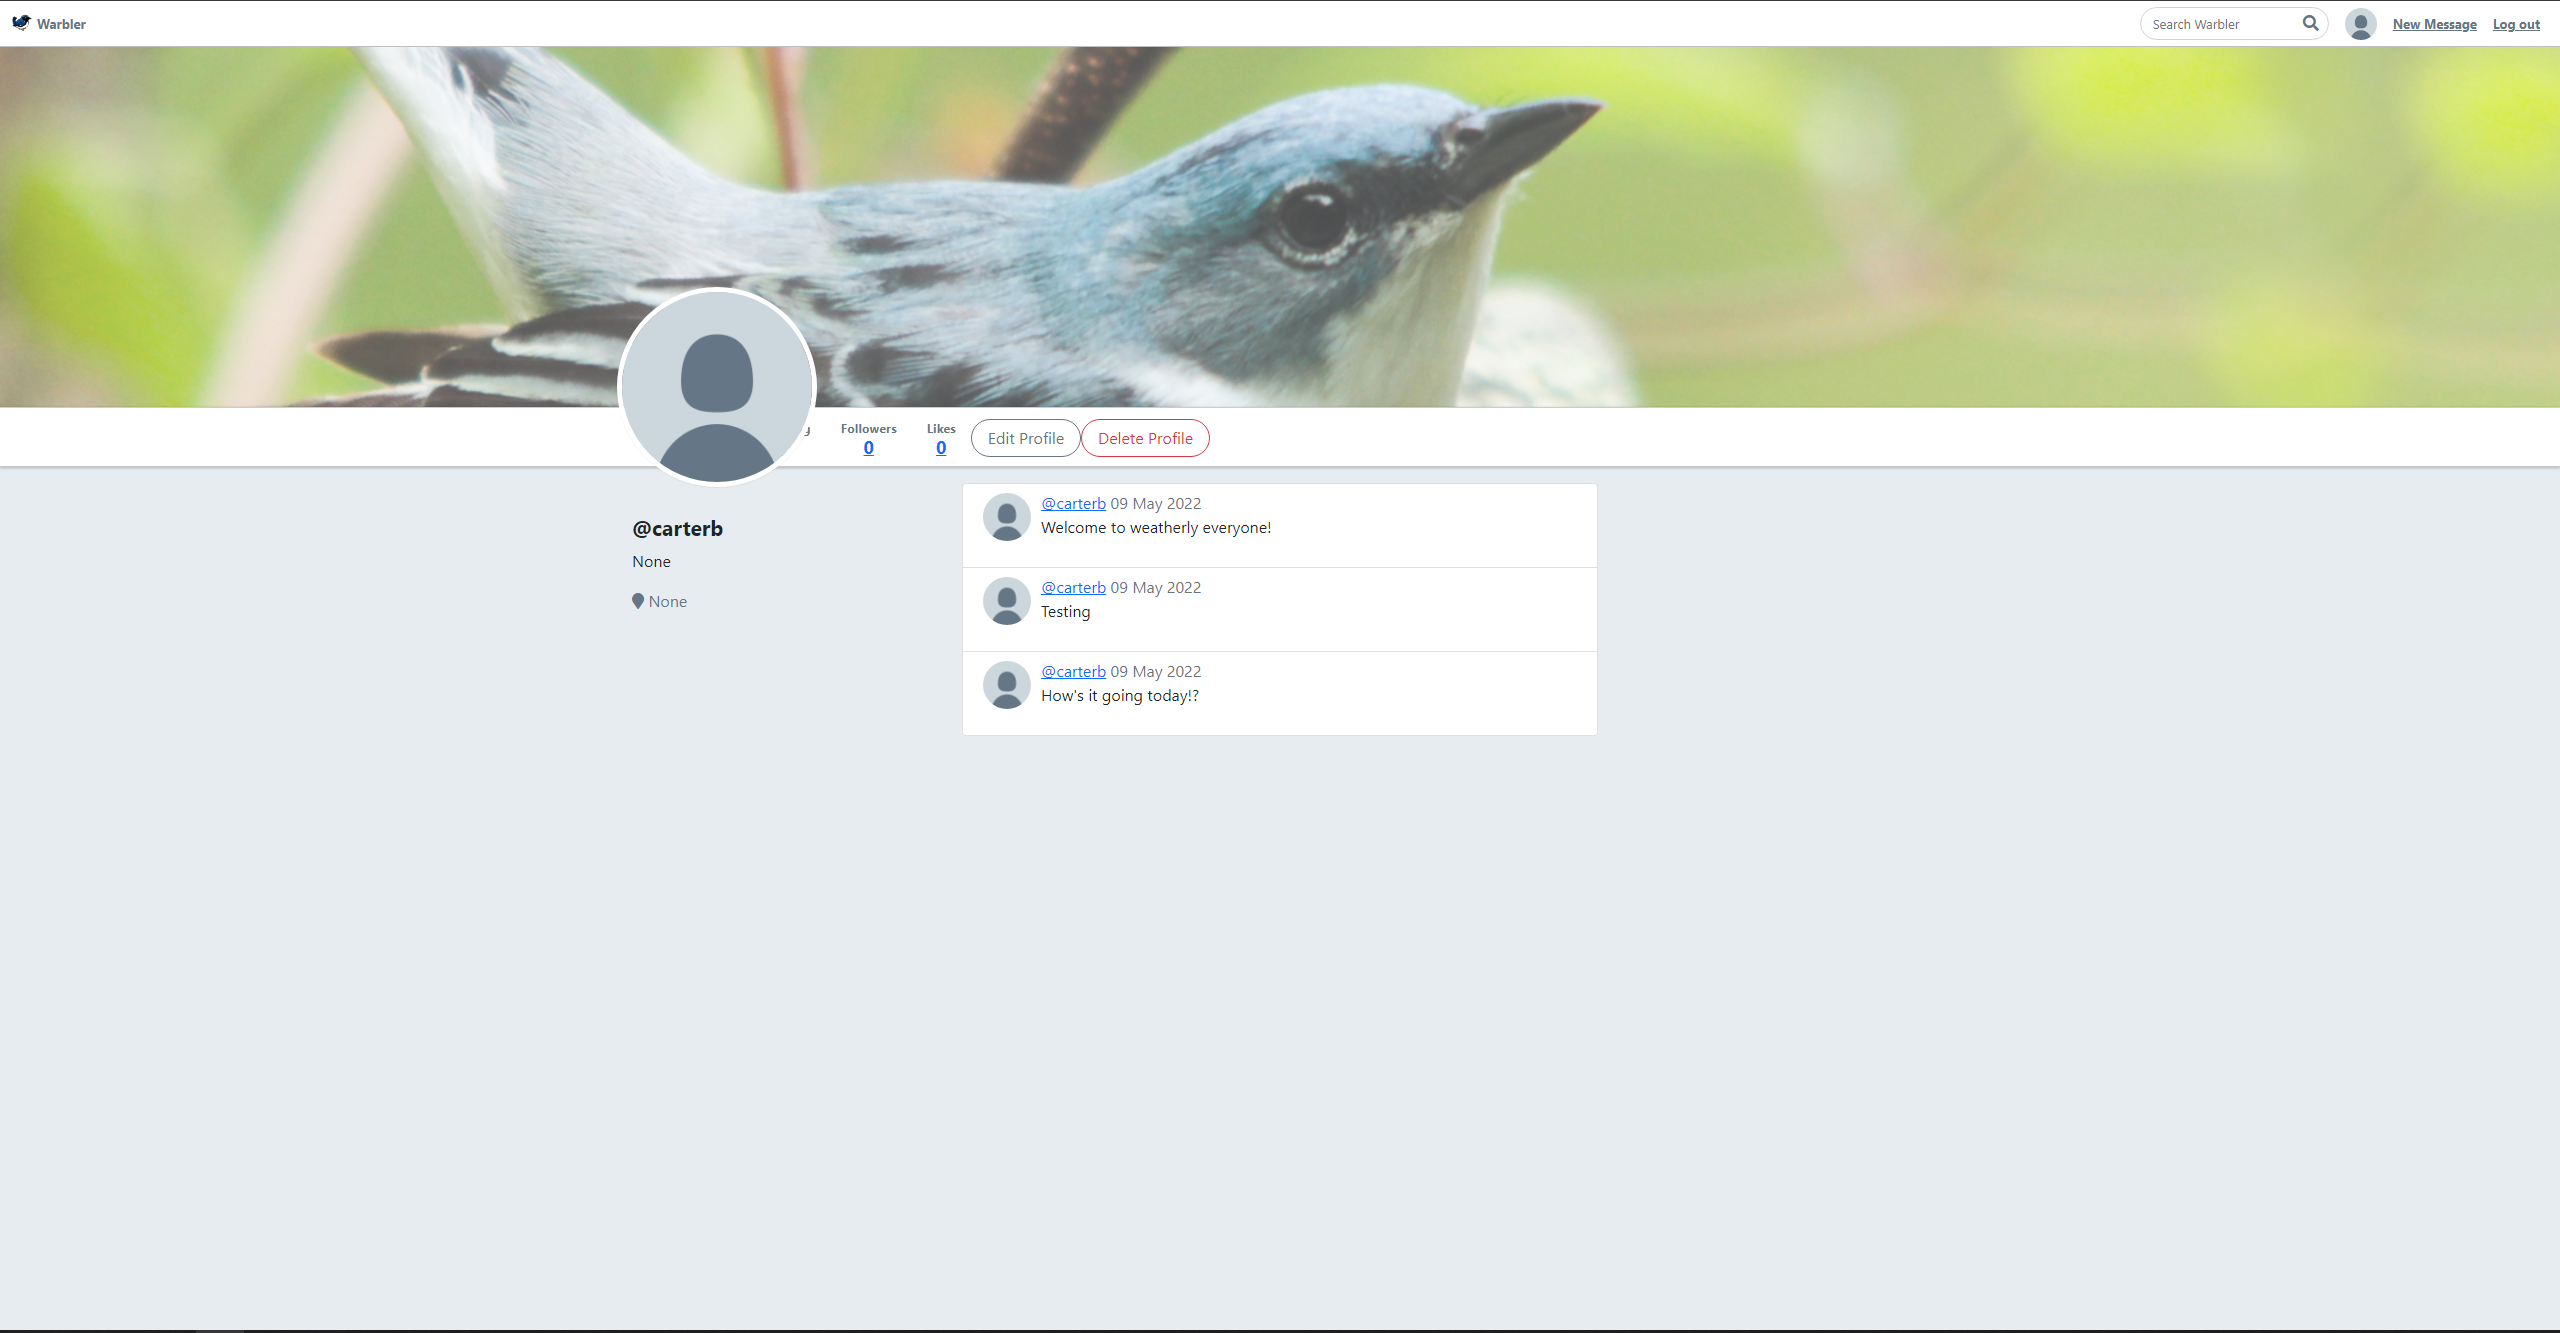 Warbler
Search Warbler
New Message
Log out
Followers
Likes
0
0
Edit Profile
Delete Profile
@carterb
None
None
@carterb 09 May 2022
Welcome to weatherly everyone!
@carterb 09 May 2022
Testing
@carterb 09 May 2022
How's it going today!?